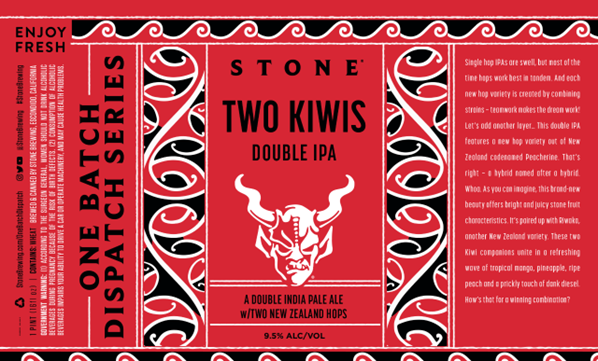 ENJOY
FRESH
StoneBrewing.com/OneBatchDispatch @StoneBrewing #StoneBrewing
1 PINT (16 fl oz) | CONTAINS: WHEAT BREWED & CANNED BY STONE BREWING, ESCONDIDO, CALIFORNIA
GOVERNMENT WARNING: (1) ACCORDING TO THE SURGEON GENERAL, WOMEN SHOULD NOT DRINK ALCOHOLIC
BEVERAGES DURING PREGNANCY BECAUSE OF THE RISK OF BIRTH DEFECTS. (2) CONSUMPTION OF ALCOHOLIC
BEVERAGES IMPAIRS YOUR ABILITY TO DRIVE A CAR OR OPERATE MACHINERY, AND MAY CAUSE HEALTH PROBLEMS.
ONE BATCH
DISPATCH SERIES
STONE
TWO KIWIS
DOUBLE IPA
A DOUBLE INDIA PALE ALE
w/TWO NEW ZEALAND HOPS
9.5% ALC/VOL
Single hop IPAs are swell, but most of the
time hops work best in tandem. And each
new hop variety is created by combining
strains – teamwork makes the dream work!
Let's add another layer... This double IPA
features a new hop variety out of New
Zealand codenamed Peacherine. That's
right – a hybrid named after a hybrid.
Whoa. As you can imagine, this brand-new
beauty offers bright and juicy stone fruit
characteristics. It's paired up with Riwaka,
another New Zealand variety. These two
Kiwi companions unite in a refreshing
wave of tropical mango, pineapple, ripe
peach and a prickly touch of dank diesel.
How's that for a winning combination?